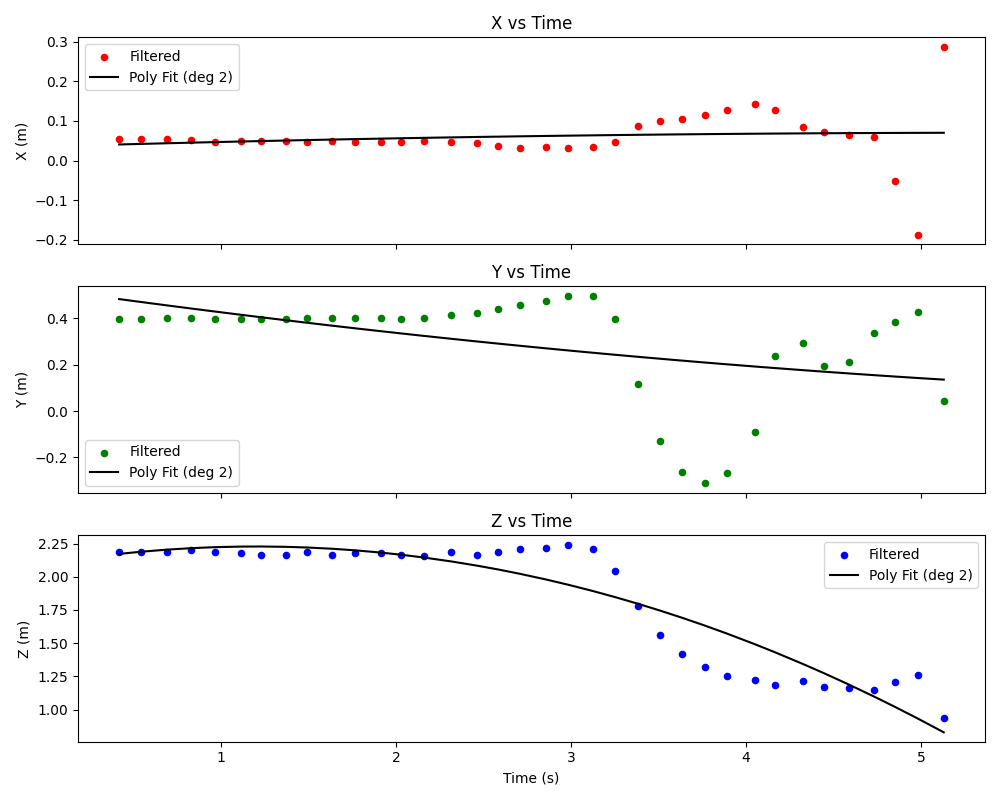 X vs Time
0.3
0.2
0.1
0.0
−0.1
−0.2
X (m)
Filtered
Poly Fit (deg 2)
Y vs Time
0.4
0.2
0.0
−0.2
Y (m)
Filtered
Poly Fit (deg 2)
Z vs Time
2.25
2.00
1.75
1.50
1.25
1.00
Z (m)
Filtered
Poly Fit (deg 2)
1 2 3 4 5
Time (s)